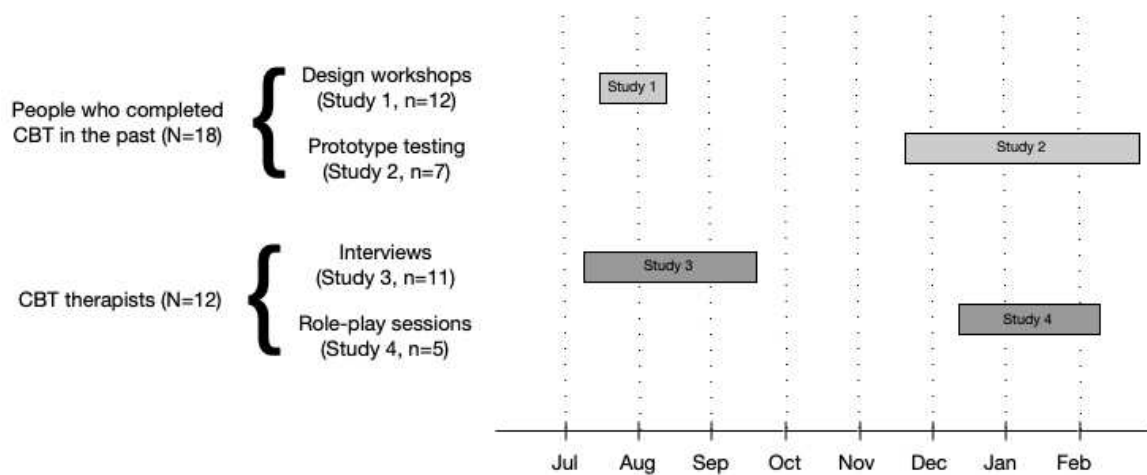 People who completed
CBT in the past (N=18)
Design workshops
(Study 1, n=12)
Prototype testing
(Study 2, n=7)
CBT therapists (N=12)
Interviews
(Study 3, n=11)
Role-play sessions
(Study 4, n=5)
Study 1
Study 2
Study 3
Study 4
Jul Aug Sep Oct Nov Dec Jan Feb